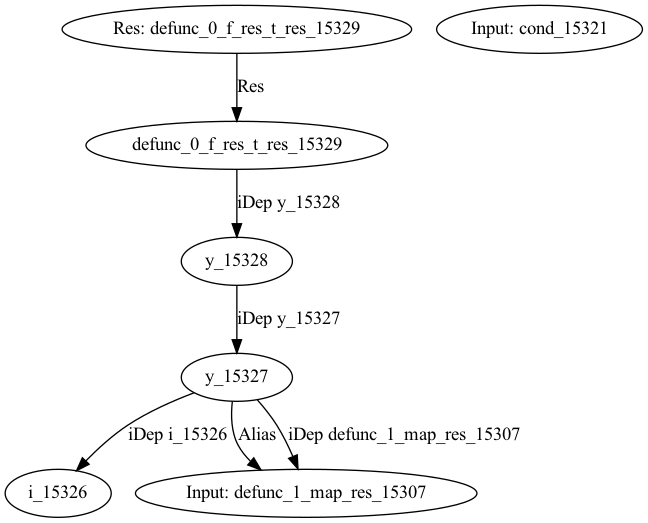 Res: defunc_0_f_res_t_res_15329
Input: cond_15321
Res
defunc_0_f_res_t_res_15329
iDep y_15328
y_15328
iDep y_15327
y_15327
iDep i_15326
Alias
iDep defunc_1_map_res_15307
i_15326
Input: defunc_1_map_res_15307